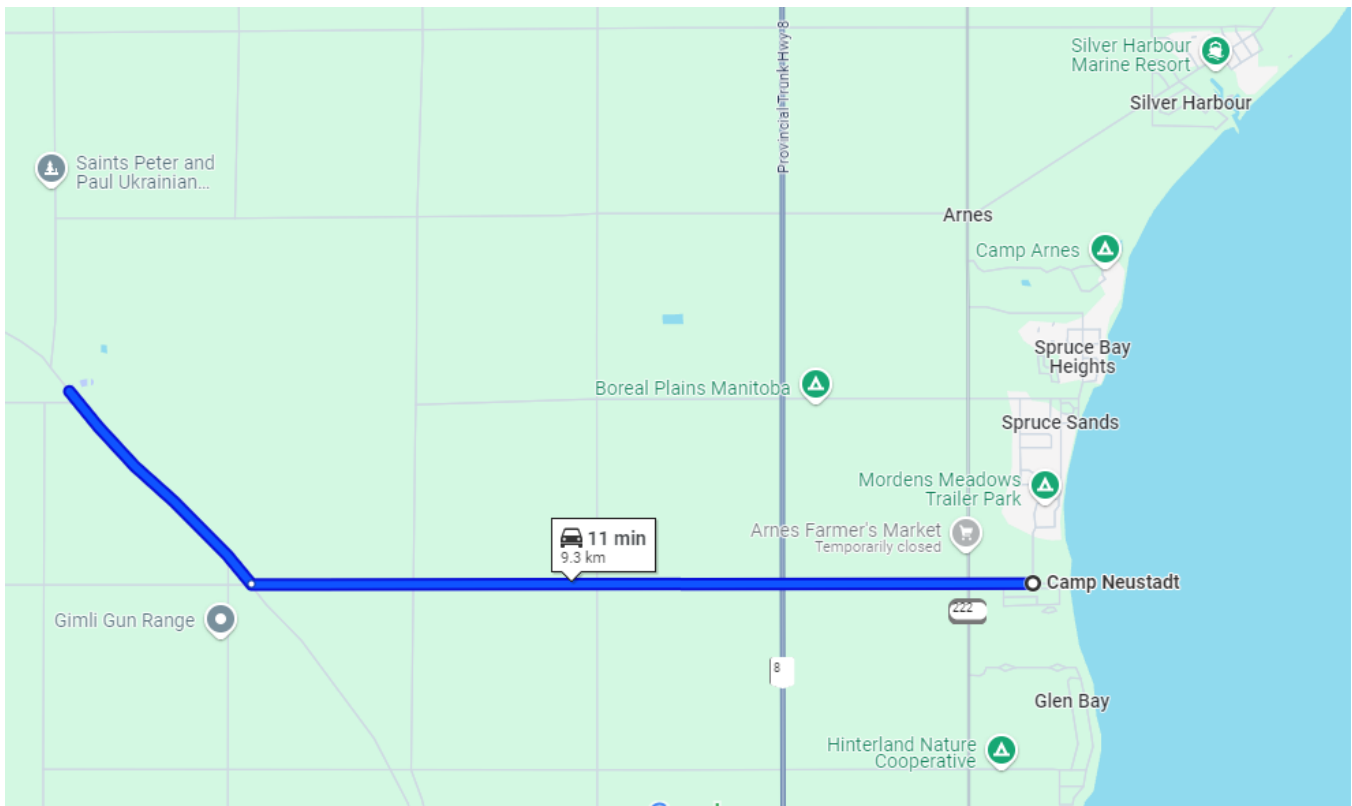 Silver Harbour
Marine Resort
Silver Harbour
Provincial Trunk Hwy 8
Saints Peter and
Paul Ukrainian...
Arnes
Camp Arnes
Spruce Bay
Heights
Boreal Plains Manitoba
Spruce Sands
Mordens Meadows
Trailer Park
Arnes Farmer's Market
Temporarily closed
11 min
9.3 km
Camp Neustadt
222
Gimli Gun Range
8
Glen Bay
Hinterland Nature
Cooperative